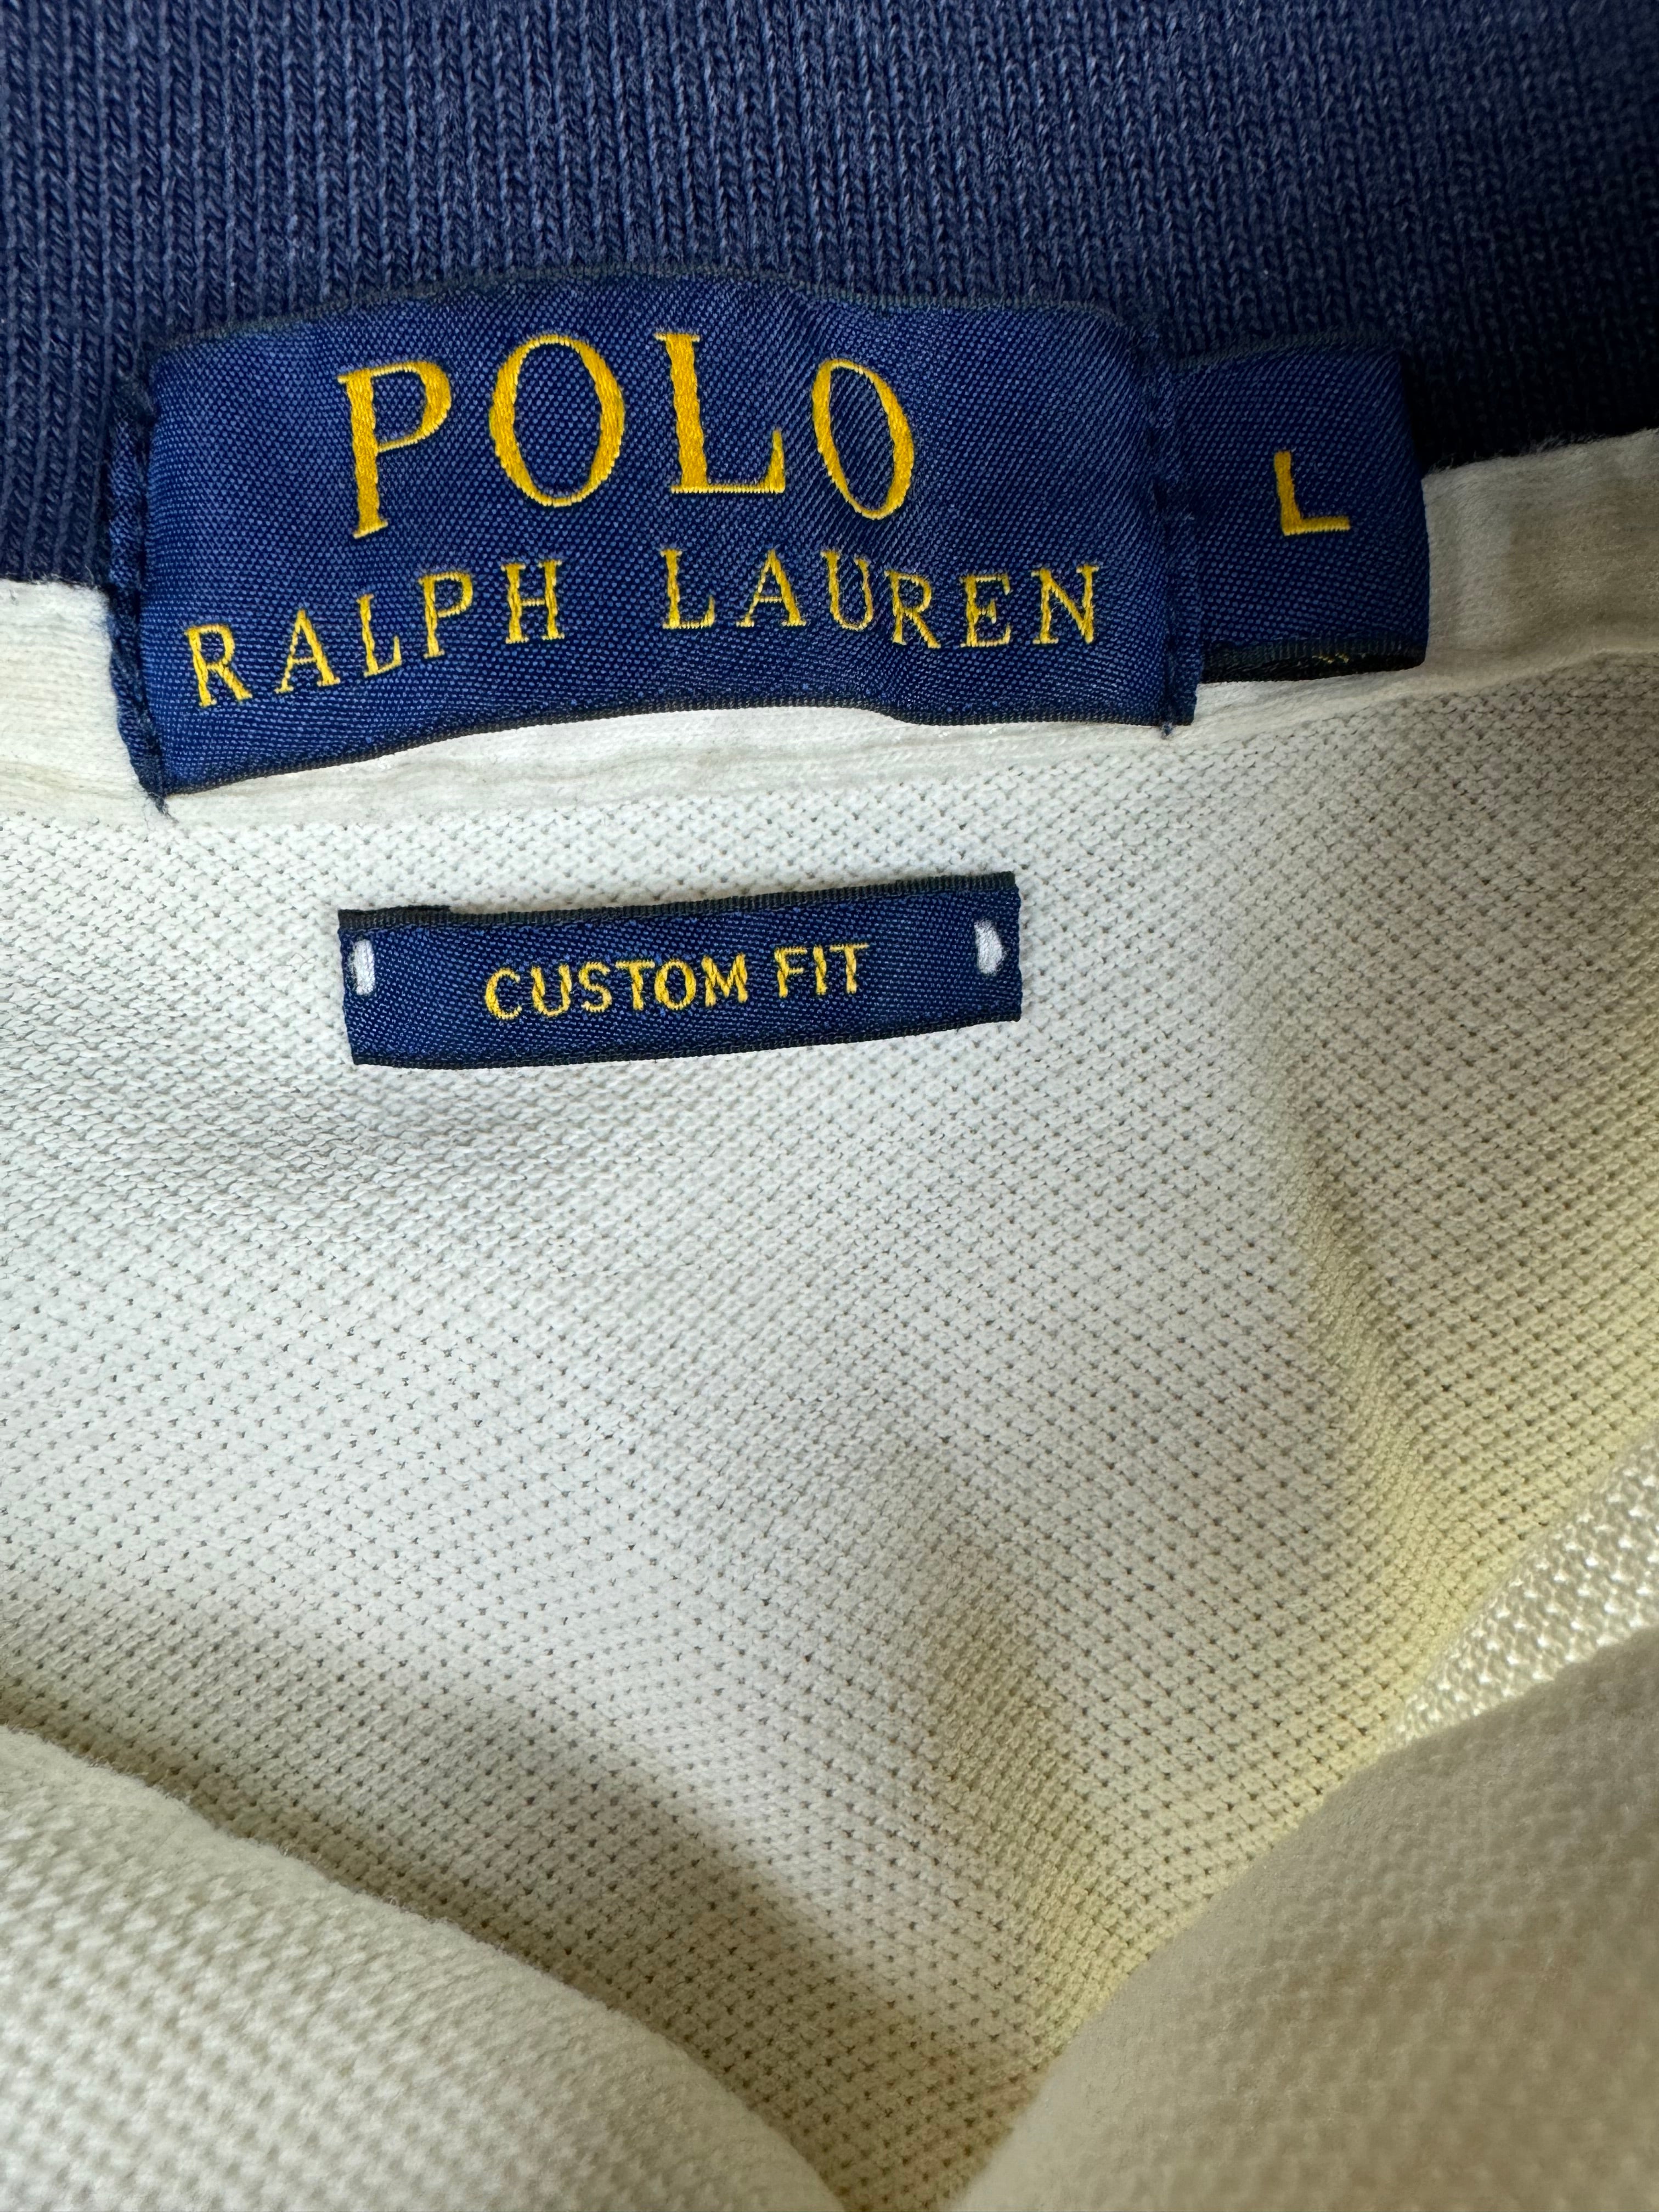 POLO
RALPH LAUREN
L
CUSTOM FIT